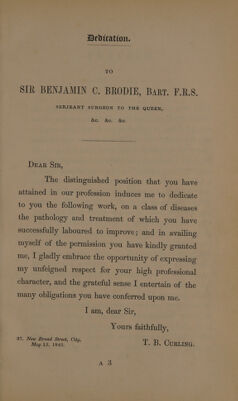 Dedication.
TO
SIR BENJAMIN C. BRODIE, BART. F.R.S.
SERJEANT SURGEON TO THE QUEEN,
&c. &c. &c.
DEAR SIR,
The distinguished position that you have
attained in our profession induces me to dedicate
to you the following work, on a class of diseases
the pathology and treatment of which you have
successfully laboured to improve; and in availing
myself of the permission you have kindly granted
me, I gladly embrace the opportunity of expressing
my unfeigned respect for your high professional
character, and the grateful sense I entertain of the
many obligations you have conferred upon me.
I am, dear Sir,
Yours faithfully,
T. B. CURLING.
37, New Broad Street, City,
May 15, 1843.
A 3